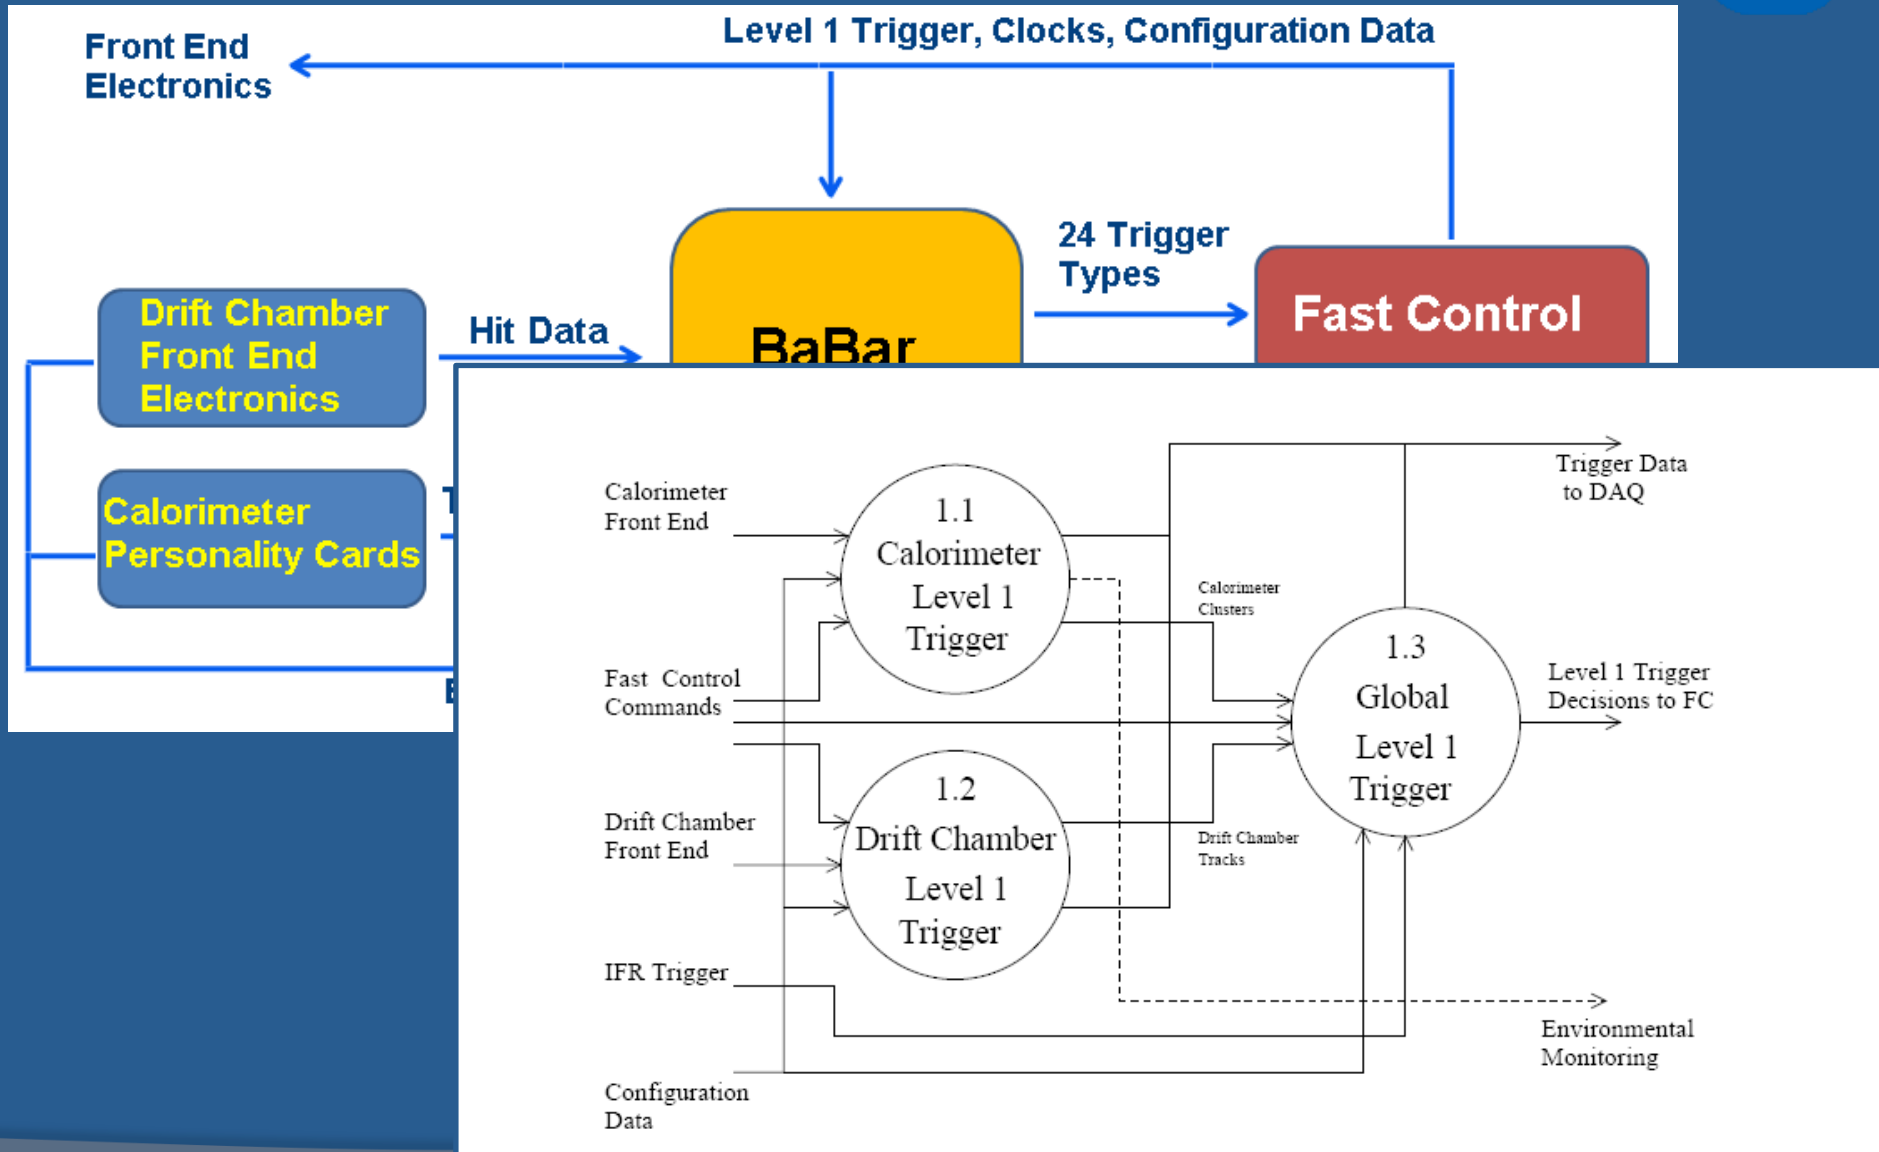 Level 1 Trigger, Clocks, Configuration Data
Front End
Electronics
24 Trigger
Types
Fast Control
Drift Chamber
Front End
Electronics
Hit Data
BaBar
Calorimeter
Personality Cards
Calorimeter
Front End
1.1
Calorimeter
Level 1
Trigger
Trigger Data
to DAQ
Calorimeter
Clusters
1.3
Global
Level 1
Trigger
Level 1 Trigger
Decisions to FC
Fast Control
Commands
1.2
Drift Chamber
Level 1
Trigger
Drift Chamber
Front End
Drift Chamber
Tracks
IFR Trigger
Environmental
Monitoring
Configuration
Data